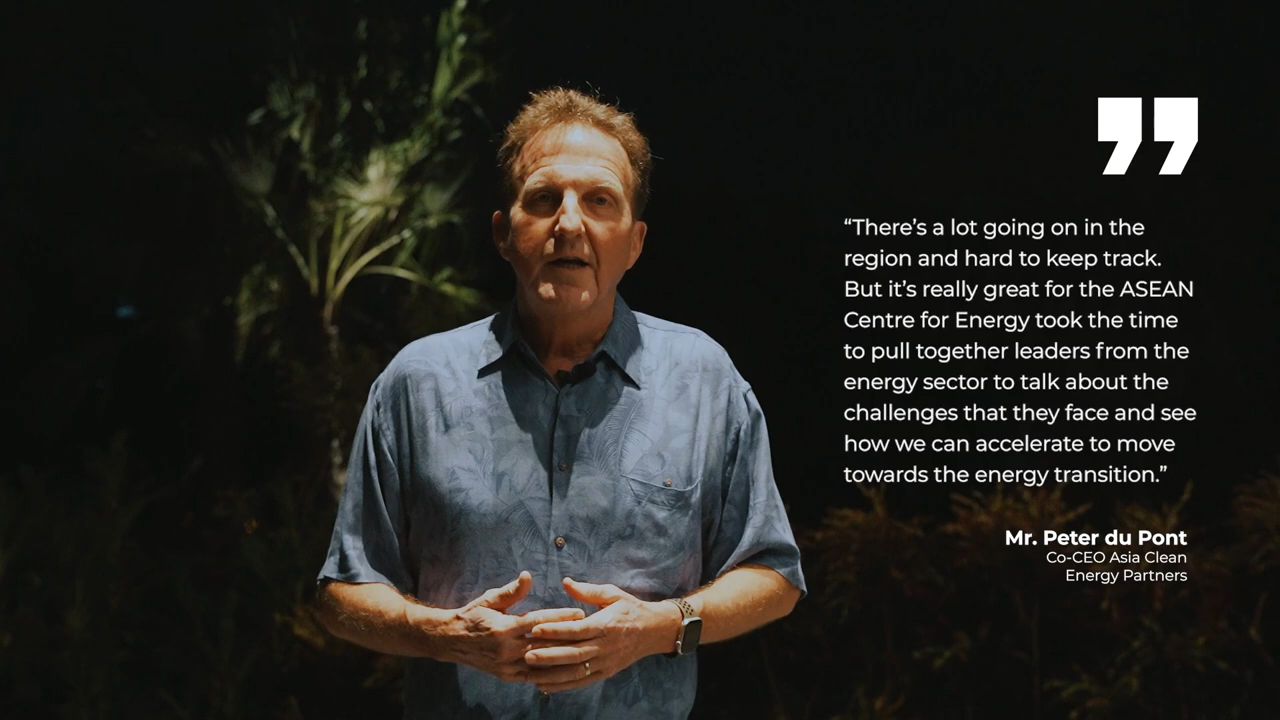 ”
“There’s a lot going on in the
region and hard to keep track.
But it’s really great for the ASEAN
Centre for Energy took the time
to pull together leaders from the
energy sector to talk about the
challenges that they face and see
how we can accelerate to move
towards the energy transition.”
Mr. Peter du Pont
Co-CEO Asia Clean
Energy Partners